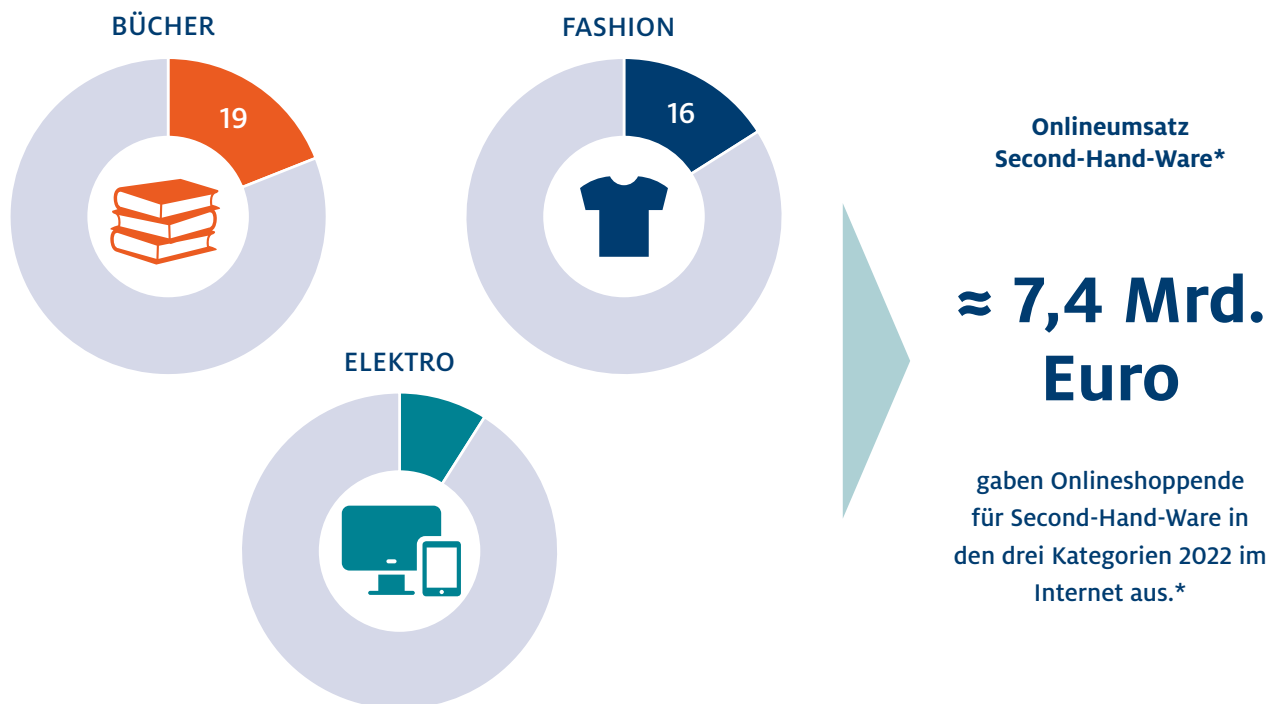 BÜCHER
19
FASHION
16
ELEKTRO
Onlineumsatz
Second-Hand-Ware*
≈ 7,4 Mrd.
Euro
gaben Onlineshoppende
für Second-Hand-Ware in
den drei Kategorien 2022 im
Internet aus.*